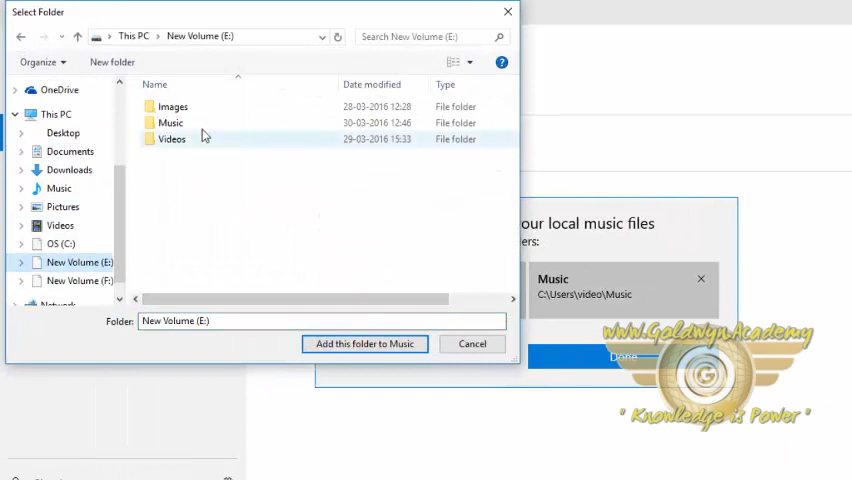 Select Folder
This PC
New Volume (E:)
Search New Volume (E:)
Organize
New folder
?
Name
Date modified
Type
OneDrive
This PC
Desktop
Documents
Downloads
Music
Pictures
Videos
OS (C:)
New Volume (E:)
New Volume (F:)
Network
Images 28-03-2016 12:28 File folder
Music 30-03-2016 12:46 File folder
Videos 29-03-2016 15:33 File folder
Folder: New Volume (E:)
Add this folder to Music
Cancel
our local music files
ers:
Music
C:\Users\video\Music
Done
www.GoldwynAcademy
G
" Knowledge is Power "